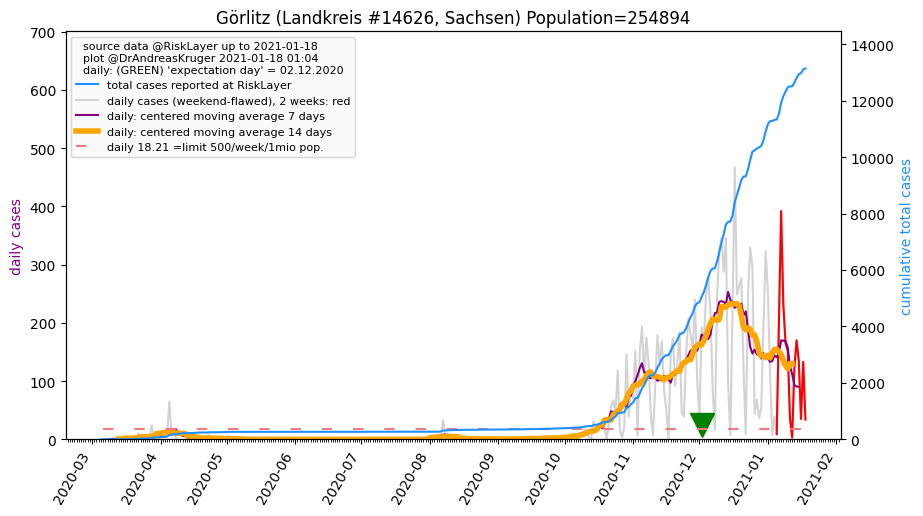 Görlitz (Landkreis #14626, Sachsen) Population=254894
source data @RiskLayer up to 2021-01-18
plot @DrAndreasKruger 2021-01-18 01:04
daily: (GREEN) 'expectation day' = 02.12.2020
total cases reported at RiskLayer
daily cases (weekend-flawed), 2 weeks: red
daily: centered moving average 7 days
daily: centered moving average 14 days
daily 18.21 =limit 500/week/1mio pop.
daily cases
700
600
500
400
300
200
100
0
cumulative total cases
14000
12000
10000
8000
6000
4000
2000
0
2020-03
2020-04
2020-05
2020-06
2020-07
2020-08
2020-09
2020-10
2020-11
2020-12
2021-01
2021-02